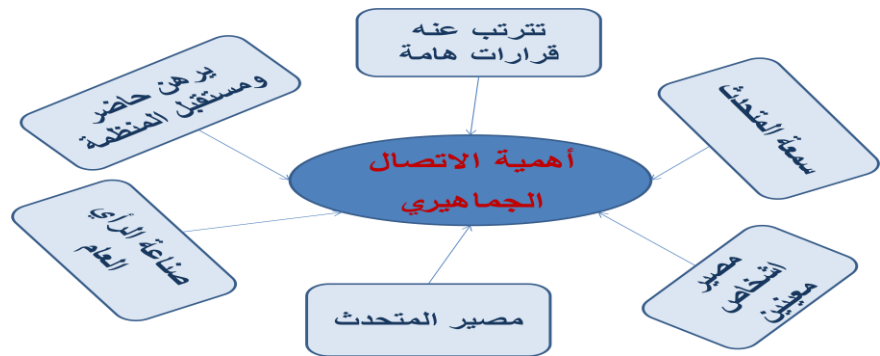 تترتب عنه
قرارات هامة
يرهن حاضر
ومستقبل المنظمة
سمعة المتحدث
أهمية الاتصال
الجماهيري
صناعة الرأي
العام
مصير
اشخاص
معينين
مصير المتحدث